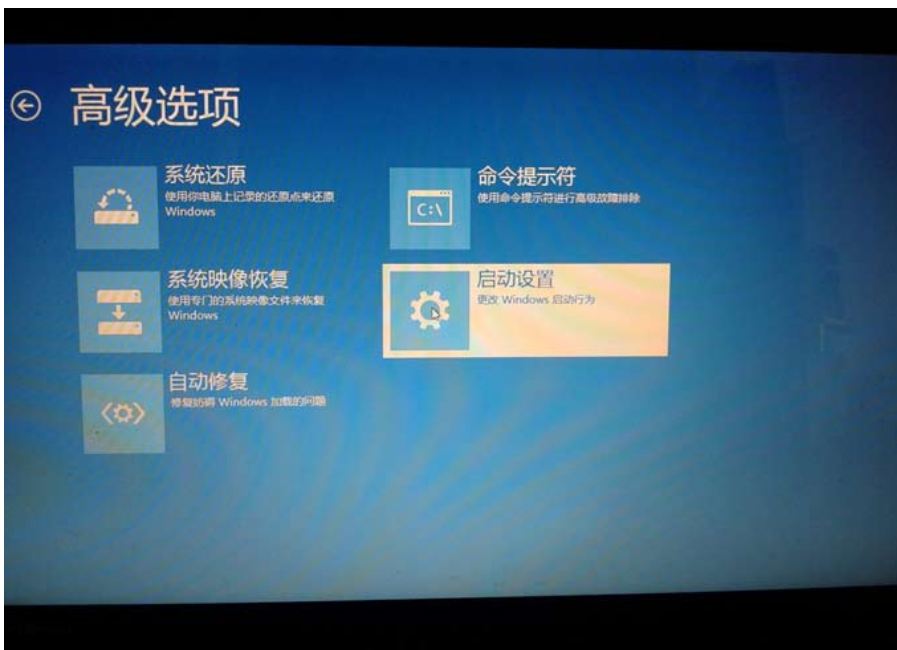 高级选项
系统还原
使用你电脑上记录的还原点来还原
Windows
命令提示符
使用命令提示符进行高级故障排除
C:\
系统映像恢复
使用专门的系统映像文件来恢复
Windows
启动设置
更改 Windows 启动行为
自动修复
修复妨碍 Windows 加载的问题